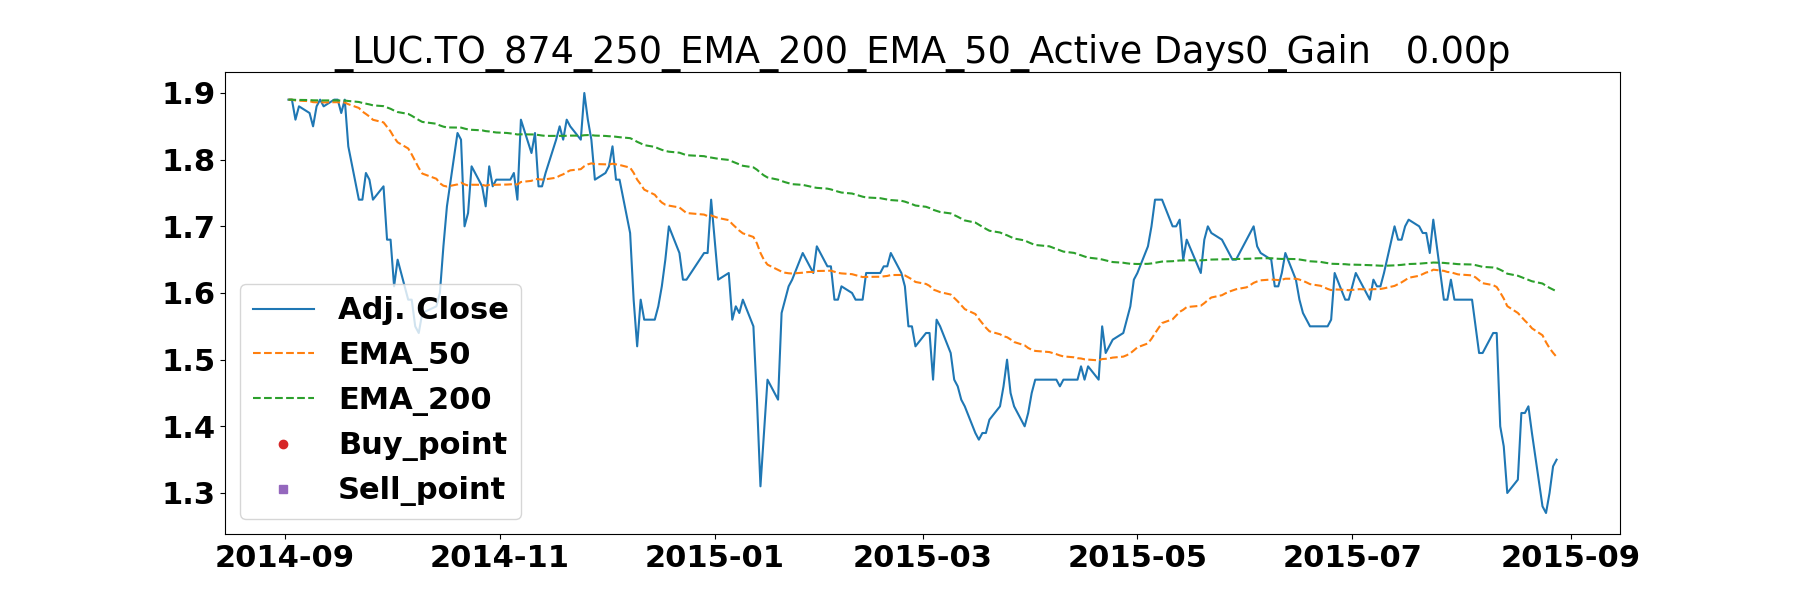 _LUC.TO_874_250_EMA_200_EMA_50_Active Days0_Gain   0.00p
1.9
1.8
1.7
1.6
1.5
1.4
1.3
Adj. Close
EMA_50
EMA_200
Buy_point
Sell_point
2014-09 2014-11 2015-01 2015-03 2015-05 2015-07 2015-09